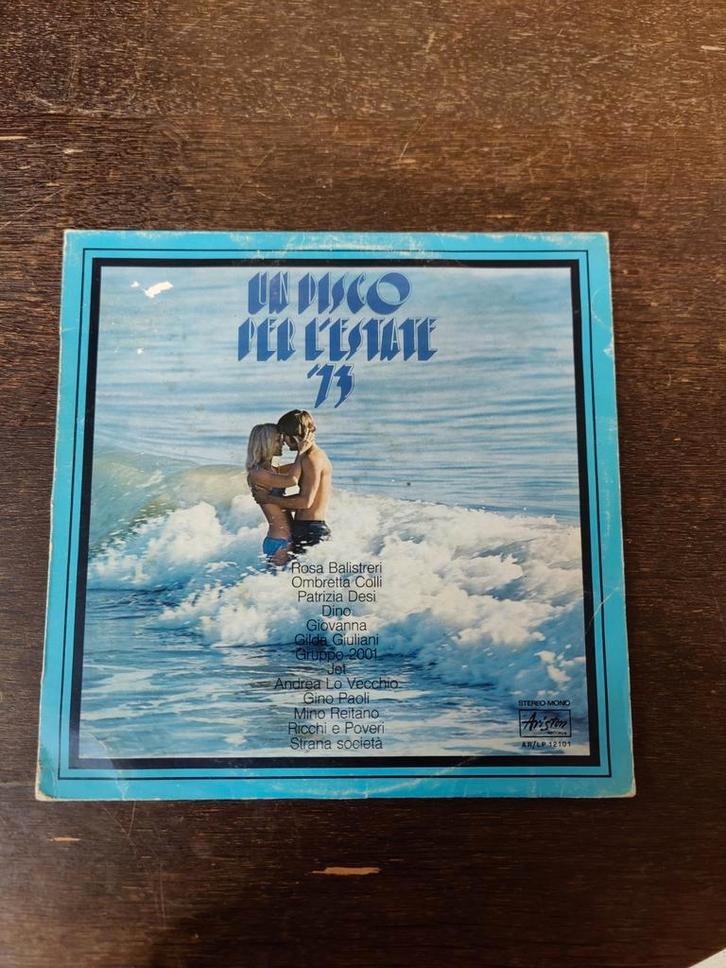 UN DISCO
PER L'ESTATE
'73
Rosa Balistreri
Ombretta Colli
Patrizia Desi
Dino
Giovanna
Gilda Giuliani
Gruppo 2001
Jet
Andrea Lo Vecchio
Gino Paoli
Mino Reitano
Ricchi e Poveri
Strana società
STEREO-MONO
Ariston
AR/LP 12101